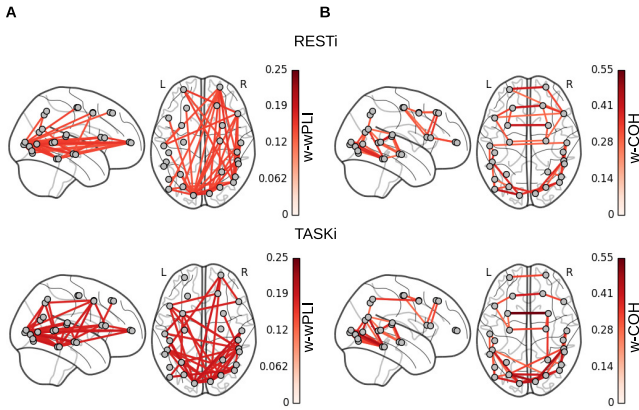 A
B
RESTi
L
R
0.25
0.19
0.12
0.062
0
w-wPLI
L
R
0.55
0.41
0.28
0.14
0
w-COH
TASKi
L
R
0.25
0.19
0.12
0.062
0
w-wPLI
L
R
0.55
0.41
0.28
0.14
0
w-COH